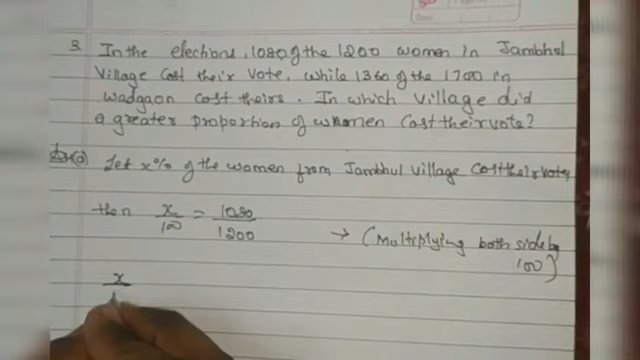 3. In the elections, 1080 of the 1200 women in Jambhul
Village Cast their vote, while 1360 of the 1700 in
Wadgaon cast theirs. In which village did
a greater proportion of women Cast their vote?
Let x% of the women from Jambhul village cast their vote,
then x/100 = 1080/1200 → (Multiplying both side by
100)
x